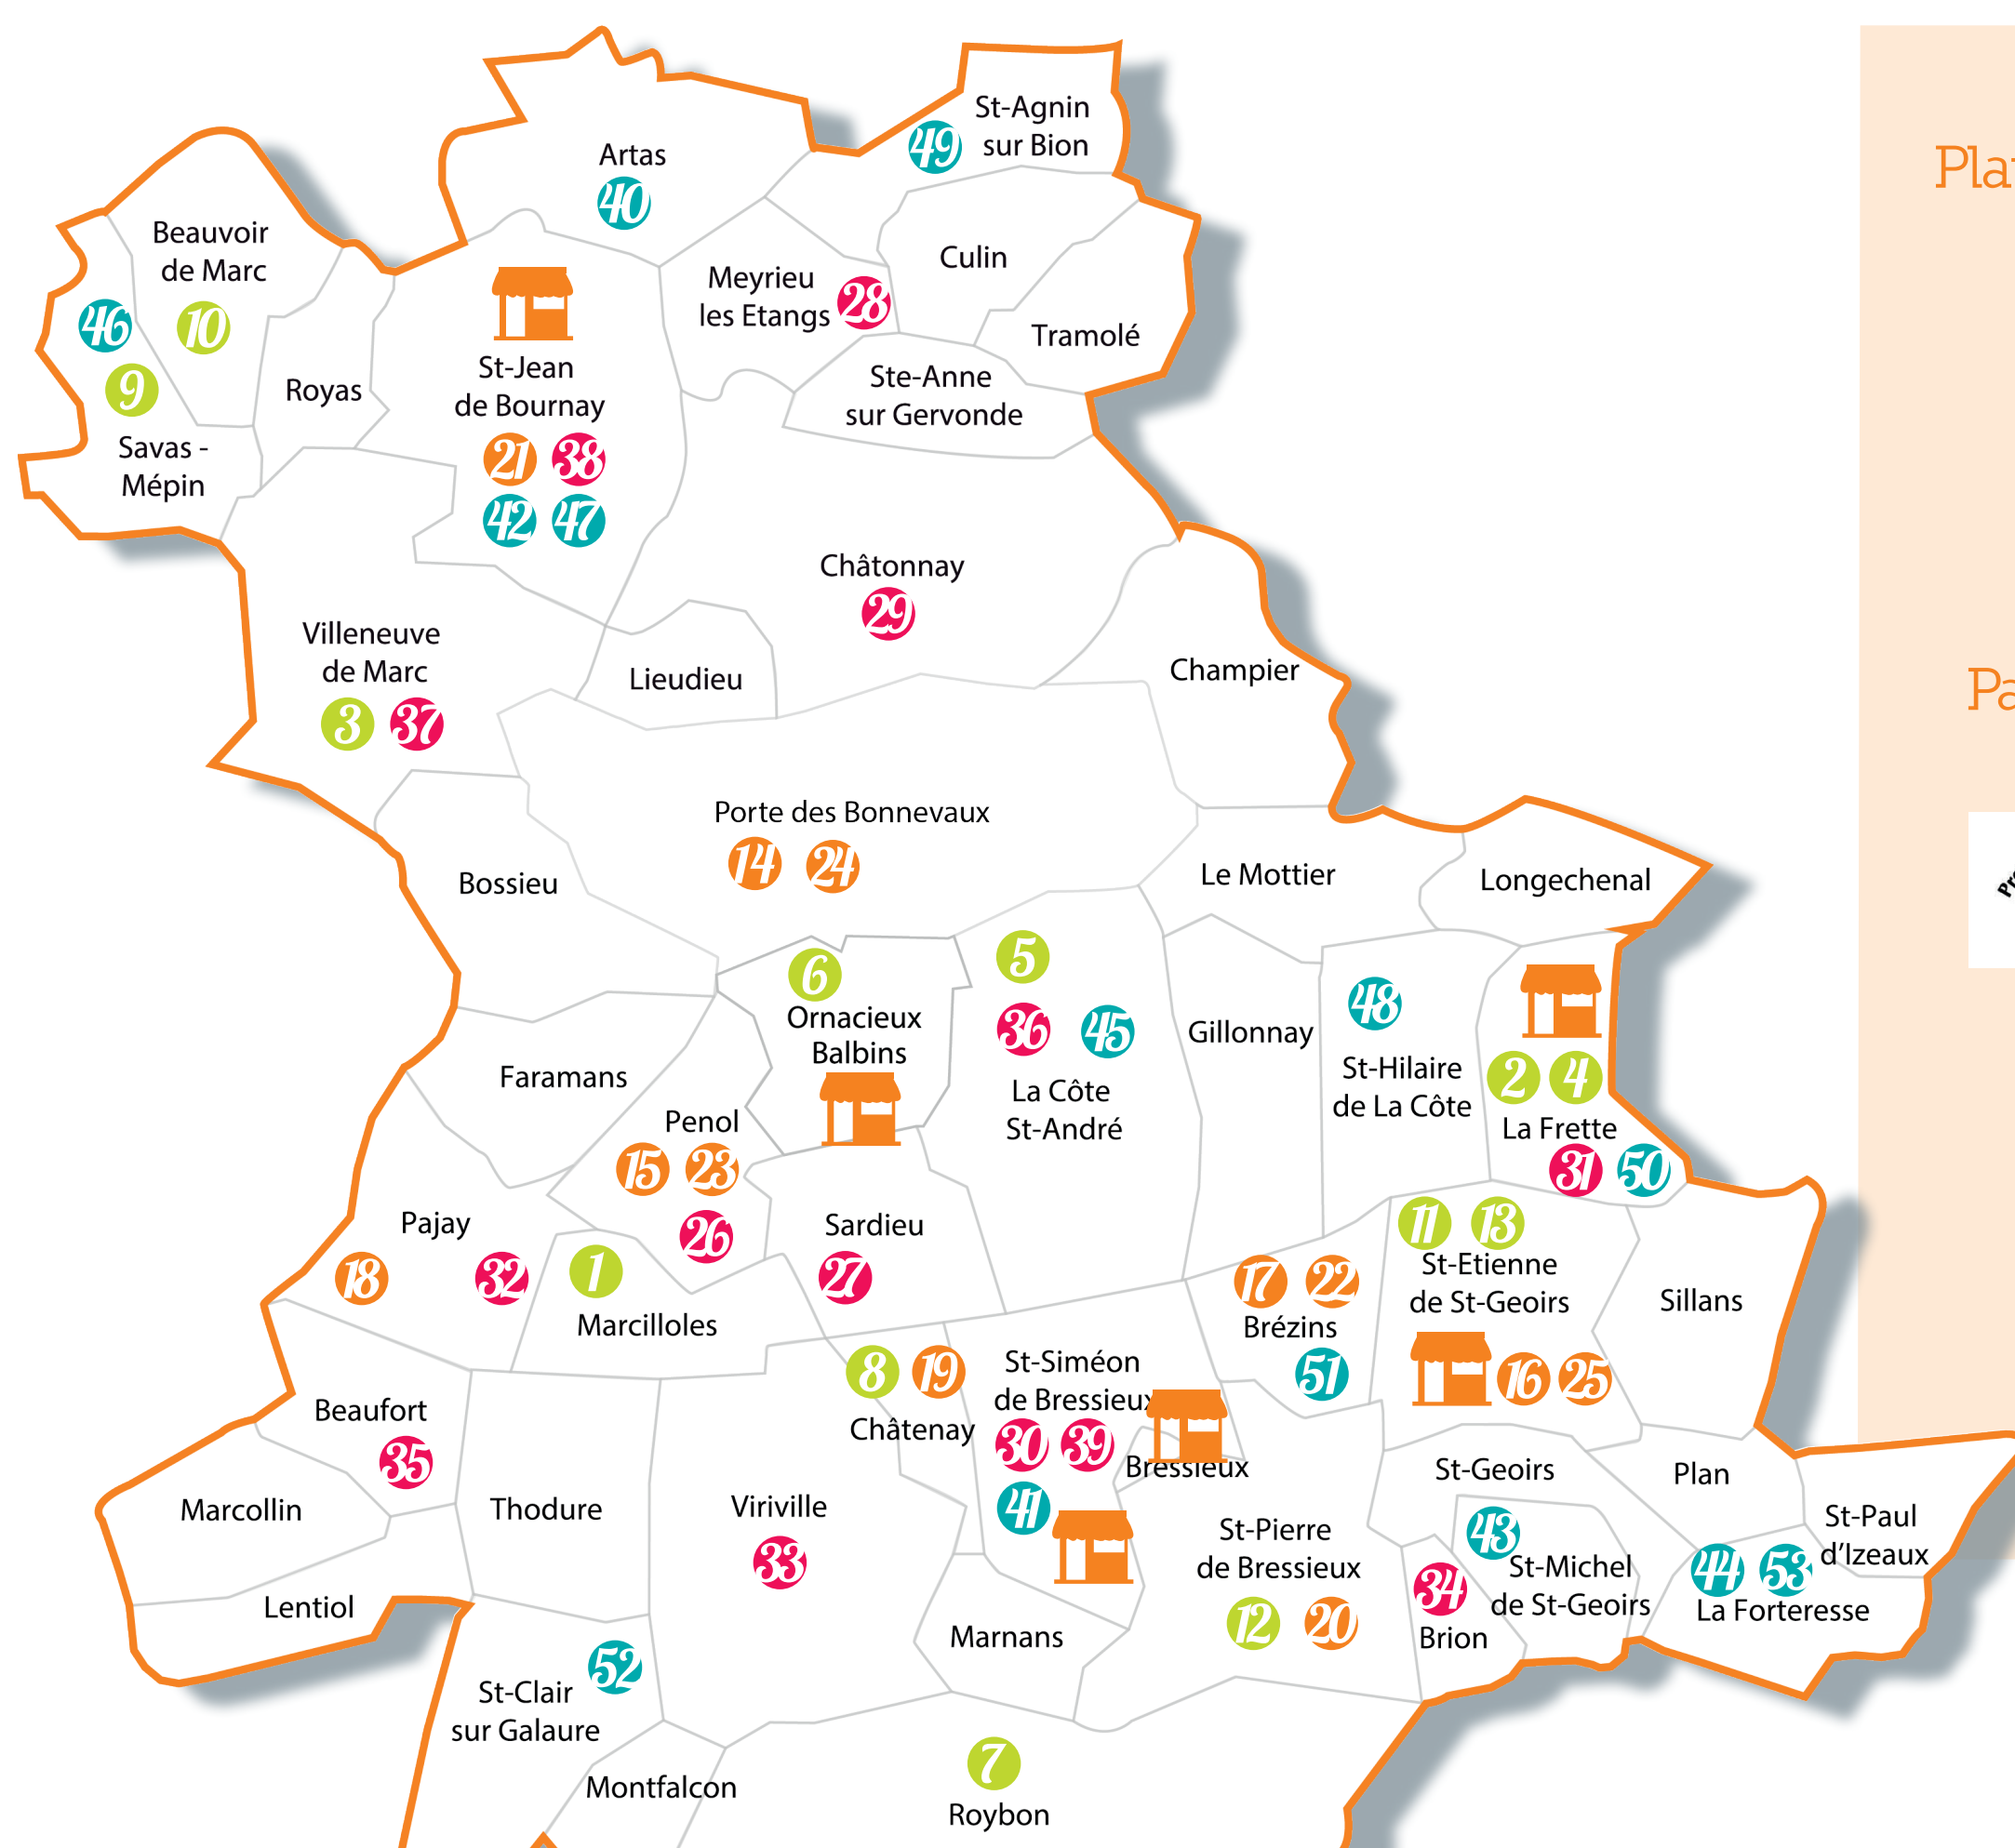 St-Agnin
sur Bion
49
Artas
40
Pla
Beauvoir
de Marc
10
46
9
Savas -
Mépin
Royas
St-Jean
de Bournay
21 38
42 47
Meyrieu
les Etangs
28
Culin
Tramolé
Ste-Anne
sur Gervonde
Châtonnay
29
Villeneuve
de Marc
3 37
Lieudieu
Champier
Pa
Porte des Bonnevaux
14 24
Bossieu
Le Mottier
Longechenal
Pr
6
Ornacieux
Balbins
5
36 45
La Côte
St-André
Gillonnay
48
St-Hilaire
de La Côte
2 4
La Frette
31 50
Faramans
Penol
15 23
26
Pajay
18 32
1
Marcilloles
Sardieu
27
17 22
Brézins
51
11 13
St-Etienne
de St-Geoirs
16 25
Sillans
Beaufort
35
8 19
Châtenay
St-Siméon
de Bressieux
30 39
41
Bressieux
Marcollin
Thodure
Viriville
33
St-Geoirs
Plan
St-Paul
d'Izeaux
St-Pierre
de Bressieux
12 20
43
St-Michel
de St-Geoirs
34
Brion
44 53
La Forteresse
Lentiol
Marnans
52
St-Clair
sur Galaure
Montfalcon
7
Roybon